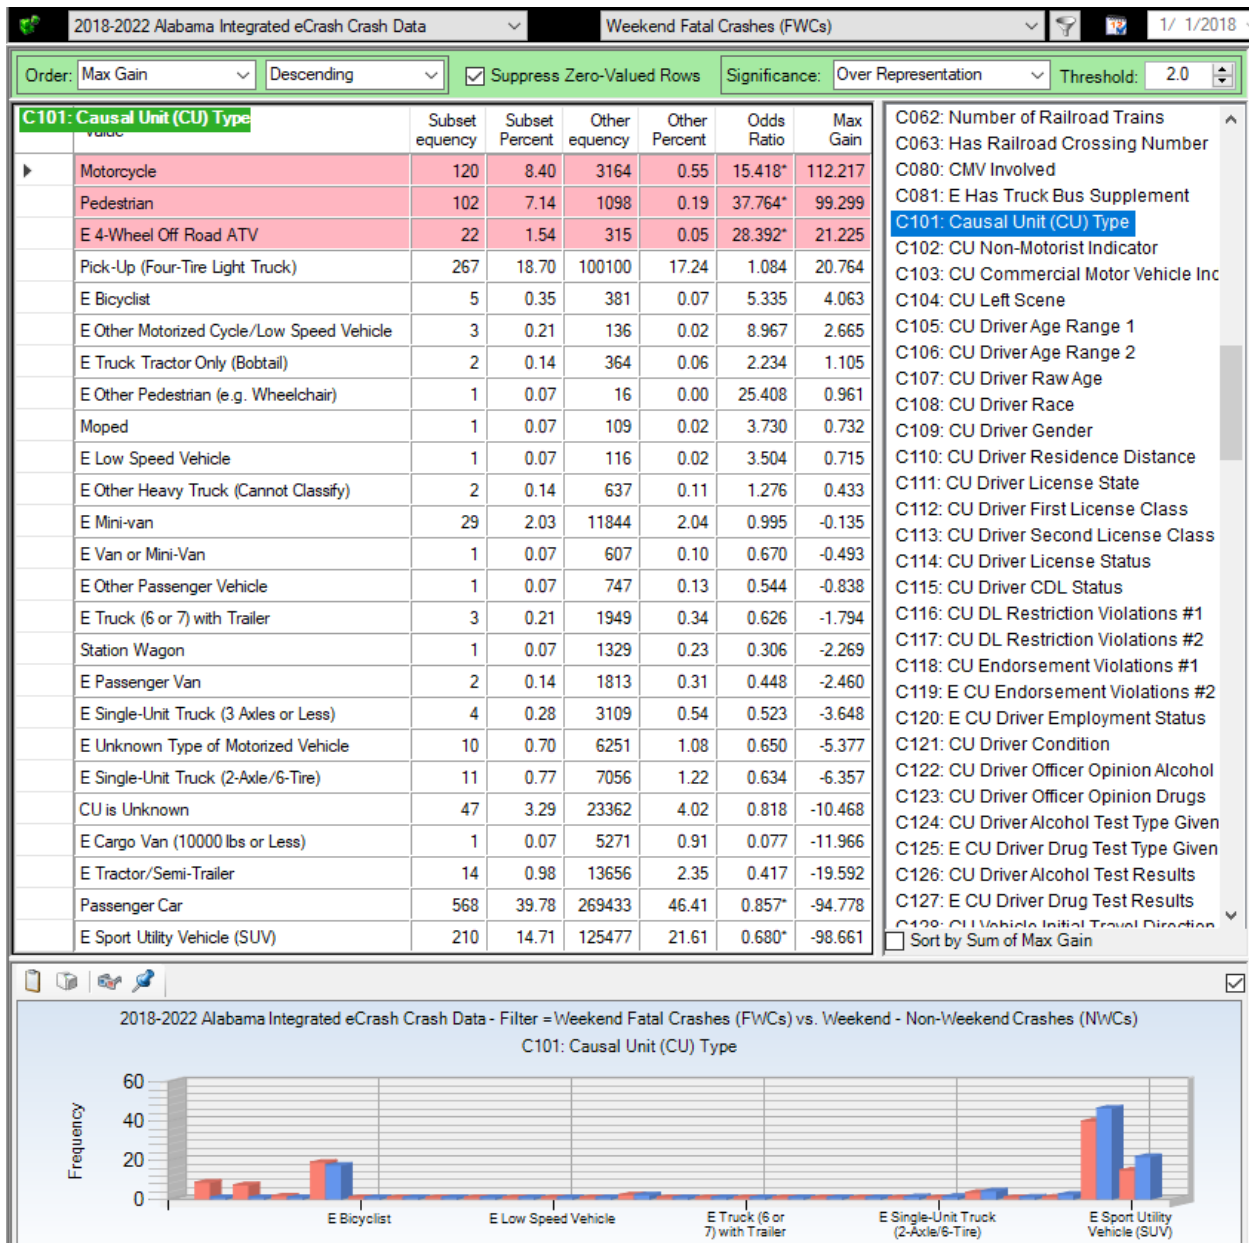 2018-2022 Alabama Integrated eCrash Crash Data Weekend Fatal Crashes (FWCs) 1/ 1/2018
Order: Max Gain Descending Suppress Zero-Valued Rows Significance: Over Representation Threshold: 2.0
C101: Causal Unit (CU) Type
Subset equency Subset Percent Other equency Other Percent Odds Ratio Max Gain
Motorcycle 120 8.40 3164 0.55 15.418* 112.217
Pedestrian 102 7.14 1098 0.19 37.764* 99.299
E 4-Wheel Off Road ATV 22 1.54 315 0.05 28.392* 21.225
Pick-Up (Four-Tire Light Truck) 267 18.70 100100 17.24 1.084 20.764
E Bicyclist 5 0.35 381 0.07 5.335 4.063
E Other Motorized Cycle/Low Speed Vehicle 3 0.21 136 0.02 8.967 2.665
E Truck Tractor Only (Bobtail) 2 0.14 364 0.06 2.234 1.105
E Other Pedestrian (e.g. Wheelchair) 1 0.07 16 0.00 25.408 0.961
Moped 1 0.07 109 0.02 3.730 0.732
E Low Speed Vehicle 1 0.07 116 0.02 3.504 0.715
E Other Heavy Truck (Cannot Classify) 2 0.14 637 0.11 1.276 0.433
E Mini-van 29 2.03 11844 2.04 0.995 -0.135
E Van or Mini-Van 1 0.07 607 0.10 0.670 -0.493
E Other Passenger Vehicle 1 0.07 747 0.13 0.544 -0.838
E Truck (6 or 7) with Trailer 3 0.21 1949 0.34 0.626 -1.794
Station Wagon 1 0.07 1329 0.23 0.306 -2.269
E Passenger Van 2 0.14 1813 0.31 0.448 -2.460
E Single-Unit Truck (3 Axles or Less) 4 0.28 3109 0.54 0.523 -3.648
E Unknown Type of Motorized Vehicle 10 0.70 6251 1.08 0.650 -5.377
E Single-Unit Truck (2-Axle/6-Tire) 11 0.77 7056 1.22 0.634 -6.357
CU is Unknown 47 3.29 23362 4.02 0.818 -10.468
E Cargo Van (10000 lbs or Less) 1 0.07 5271 0.91 0.077 -11.966
E Tractor/Semi-Trailer 14 0.98 13656 2.35 0.417 -19.592
Passenger Car 568 39.78 269433 46.41 0.857* -94.778
E Sport Utility Vehicle (SUV) 210 14.71 125477 21.61 0.680* -98.661
C062: Number of Railroad Trains
C063: Has Railroad Crossing Number
C080: CMV Involved
C081: E Has Truck Bus Supplement
C101: Causal Unit (CU) Type
C102: CU Non-Motorist Indicator
C103: CU Commercial Motor Vehicle Inc
C104: CU Left Scene
C105: CU Driver Age Range 1
C106: CU Driver Age Range 2
C107: CU Driver Raw Age
C108: CU Driver Race
C109: CU Driver Gender
C110: CU Driver Residence Distance
C111: CU Driver License State
C112: CU Driver First License Class
C113: CU Driver Second License Class
C114: CU Driver License Status
C115: CU Driver CDL Status
C116: CU DL Restriction Violations #1
C117: CU DL Restriction Violations #2
C118: CU Endorsement Violations #1
C119: E CU Endorsement Violations #2
C120: E CU Driver Employment Status
C121: CU Driver Condition
C122: CU Driver Officer Opinion Alcohol
C123: CU Driver Officer Opinion Drugs
C124: CU Driver Alcohol Test Type Given
C125: E CU Driver Drug Test Type Given
C126: CU Driver Alcohol Test Results
C127: E CU Driver Drug Test Results
C128: CU Vehicle Initial Travel Direction
Sort by Sum of Max Gain
2018-2022 Alabama Integrated eCrash Crash Data - Filter = Weekend Fatal Crashes (FWCs) vs. Weekend - Non-Weekend Crashes (NWCs)
C101: Causal Unit (CU) Type
Frequency
60
40
20
0
E Bicyclist
E Low Speed Vehicle
E Truck (6 or
7) with Trailer
E Single-Unit Truck
(2-Axle/6-Tire)
E Sport Utility
Vehicle (SUV)